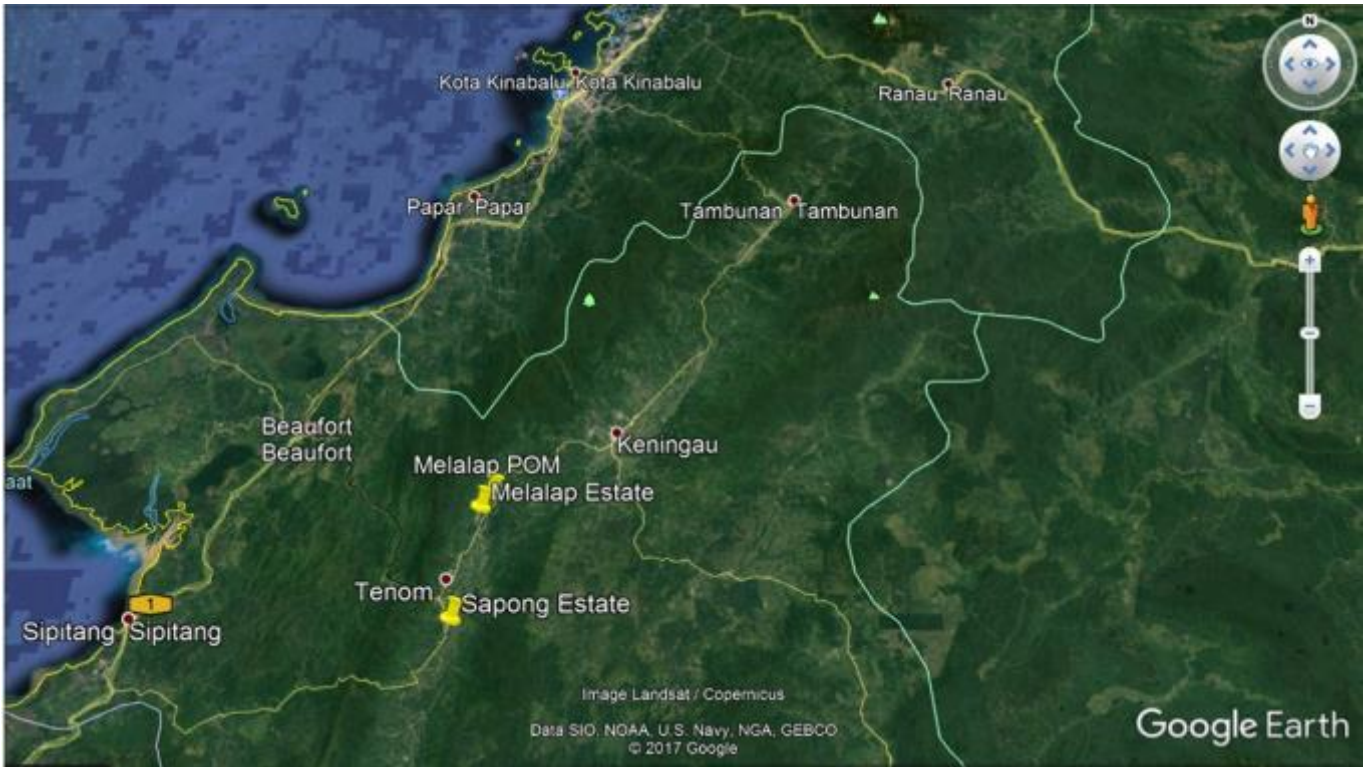 N
Kota Kinabalu Kota Kinabalu
Ranau Ranau
Papar Papar
Tambunan Tambunan
Beaufort
Beaufort
Keningau
Melalap POM
Melalap Estate
aat
Tenom
Sapong Estate
1
Sipitang Sipitang
Image Landsat / Copernicus
Data SIO, NOAA, U.S. Navy, NGA, GEBCO
© 2017 Google
Google Earth